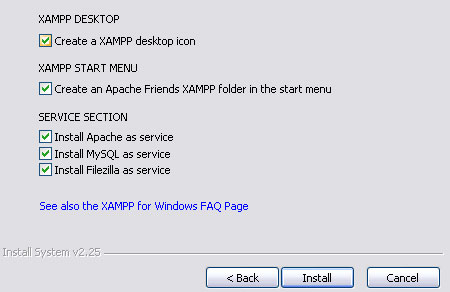 XAMPP DESKTOP
Create a XAMPP desktop icon
XAMPP START MENU
Create an Apache Friends XAMPP folder in the start menu
SERVICE SECTION
Install Apache as service
Install MySQL as service
Install Filezilla as service
See also the XAMPP for Windows FAQ Page
Install System v2.25
< Back
Install
Cancel